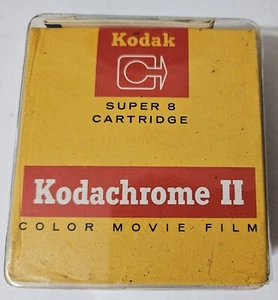 Kodak
SUPER 8
CARTRIDGE
Kodachrome II
COLOR MOVIE FILM